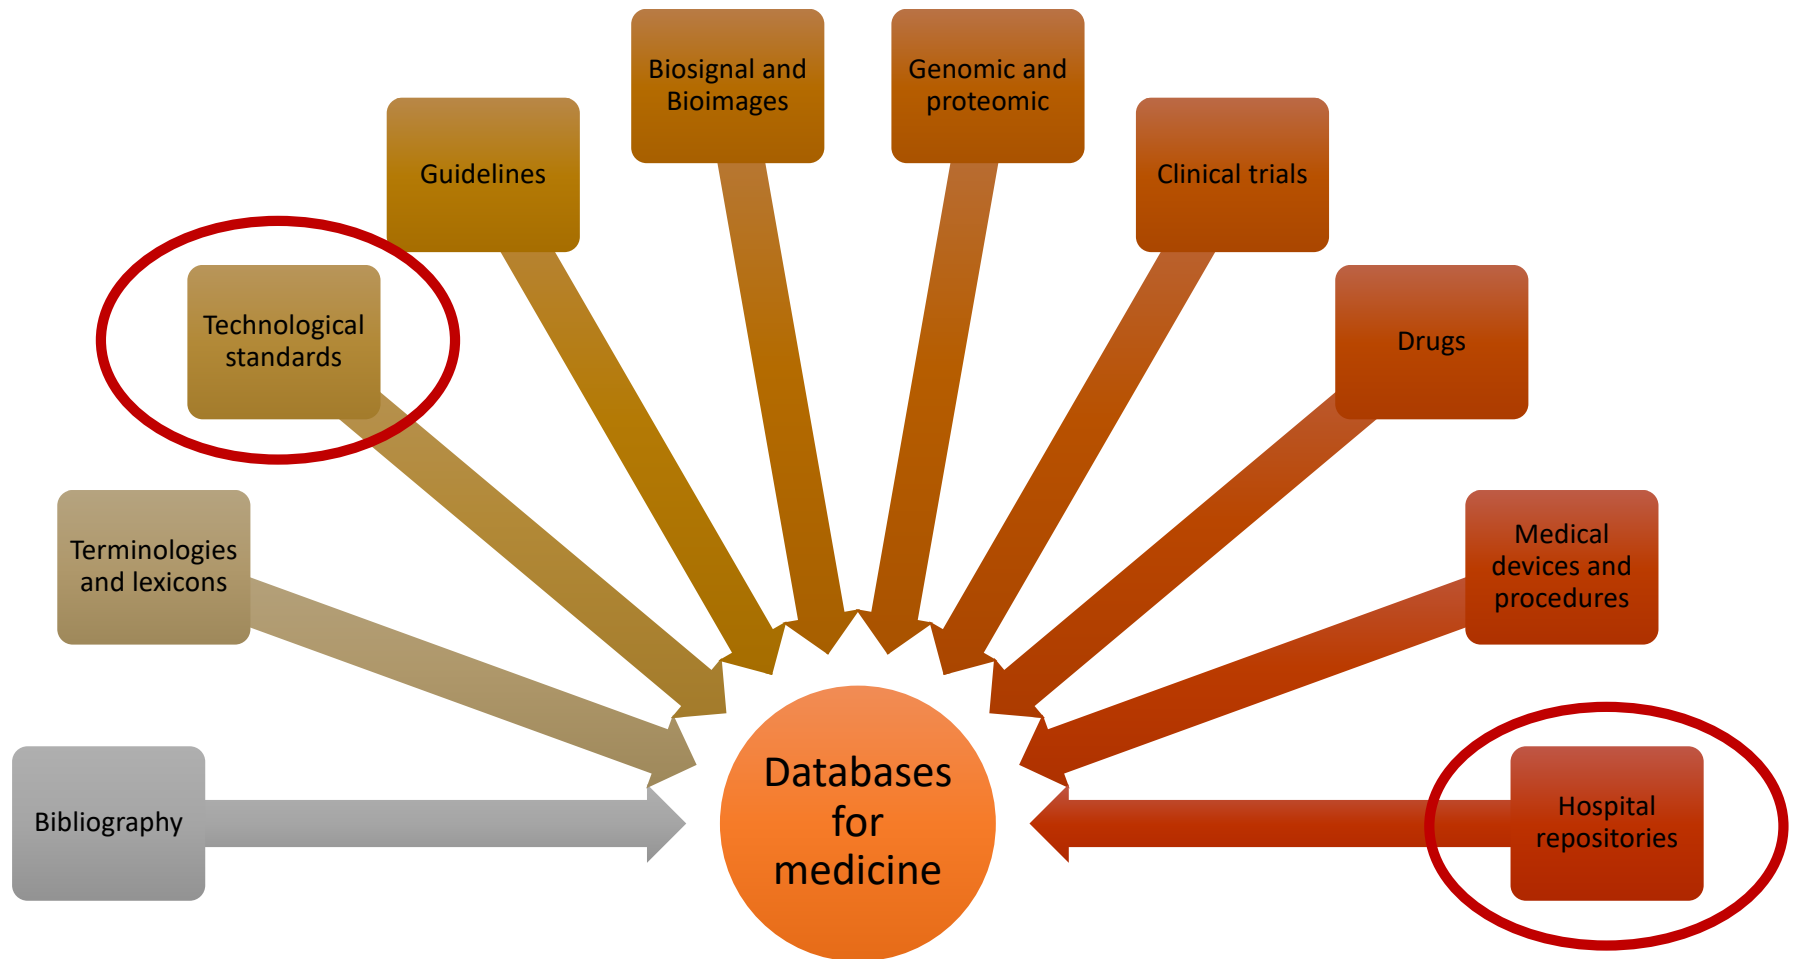 Biosignal and
Bioimages
Genomic and
proteomic
Guidelines
Clinical trials
Technological
standards
Drugs
Terminologies
and lexicons
Medical
devices and
procedures
Bibliography
Databases
for
medicine
Hospital
repositories